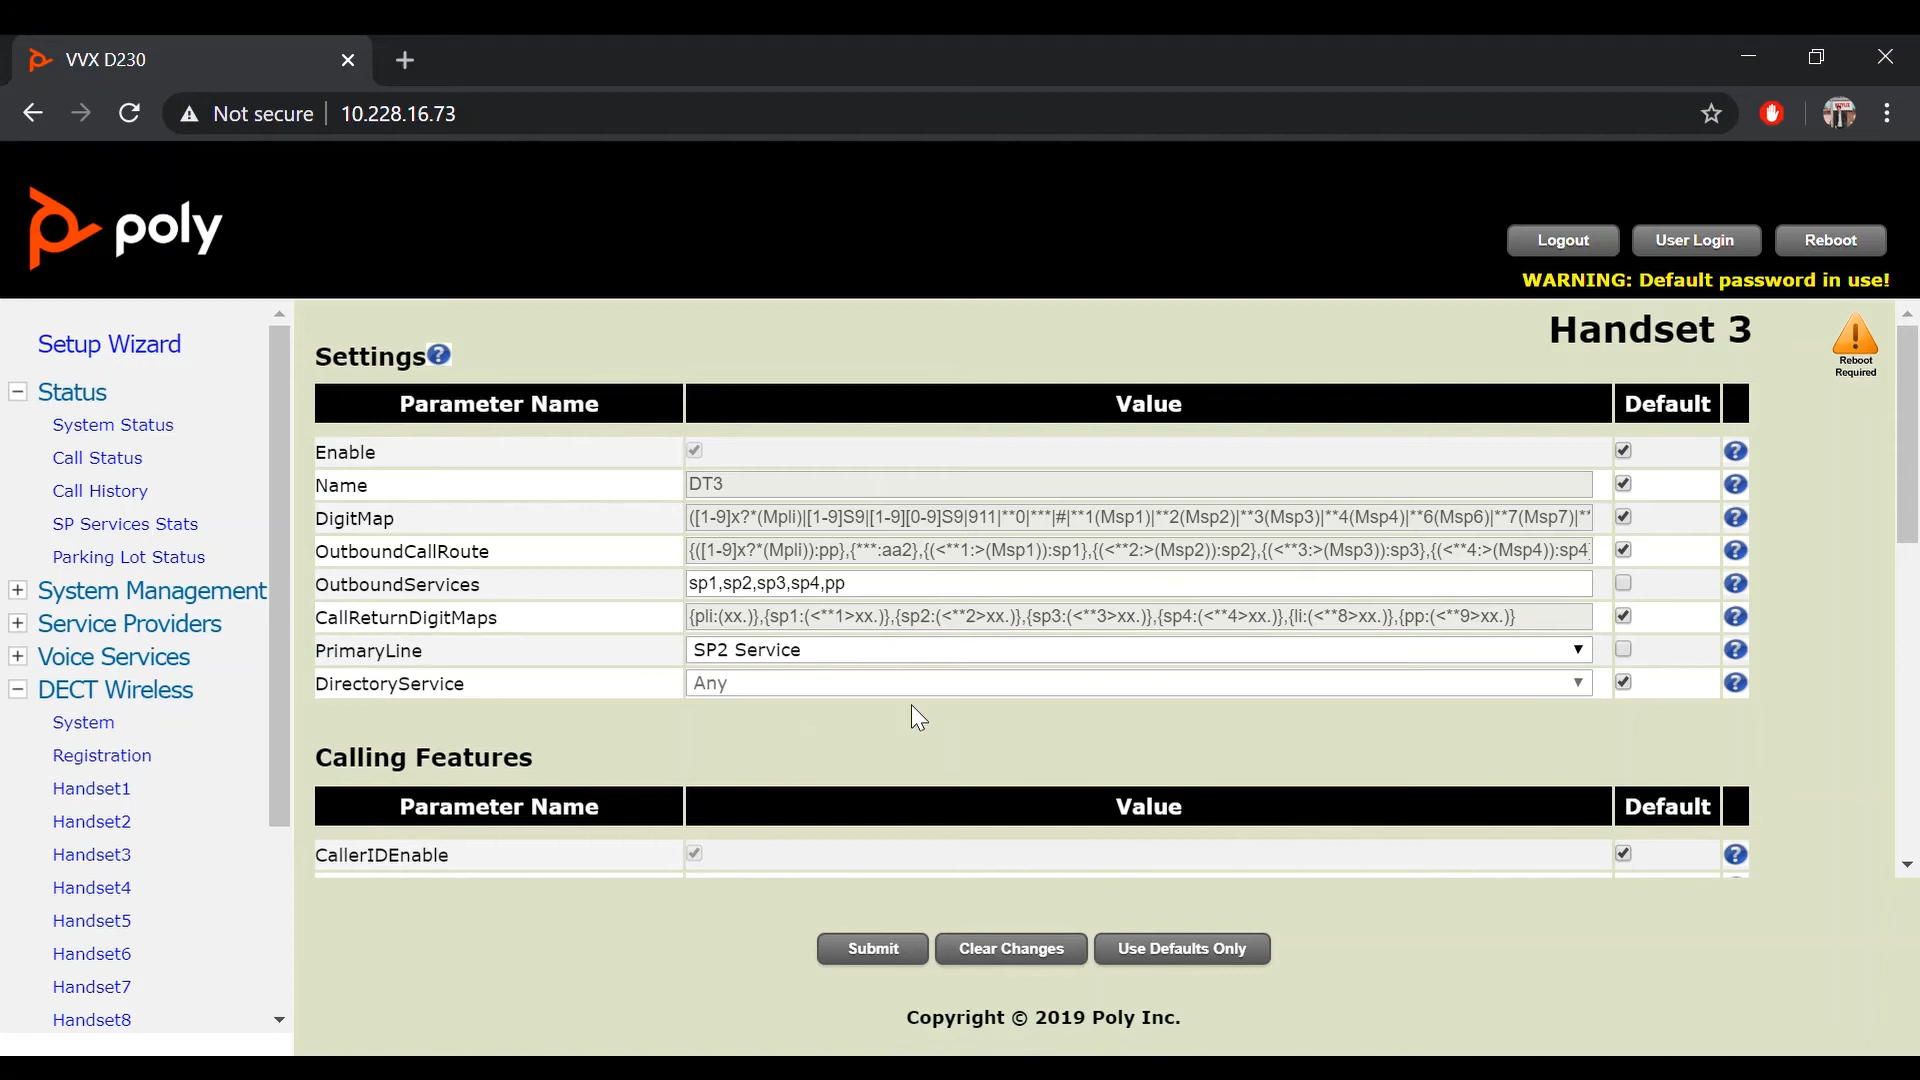 VVX D230
Not secure
10.228.16.73
poly
Logout
User Login
Reboot
WARNING: Default password in use!
Setup Wizard
Status
System Status
Call Status
Call History
SP Services Stats
Parking Lot Status
System Management
Service Providers
Voice Services
DECT Wireless
System
Registration
Handset1
Handset2
Handset3
Handset4
Handset5
Handset6
Handset7
Handset8
Handset 3
Reboot
Required
Settings
Parameter Name Value Default
Enable
Name DT3
DigitMap ([1-9]x?*(Mpli)|[1-9]S9|[1-9][0-9]S9|911|**0|***|#|**1(Msp1)|**2(Msp2)|**3(Msp3)|**4(Msp4)|**6(Msp6)|**7(Msp7)|**
OutboundCallRoute {([1-9]x?*(Mpli)):pp},{***:aa2},{(<**1:>(Msp1)):sp1},{(<**2:>(Msp2)):sp2},{(<**3:>(Msp3)):sp3},{(<**4:>(Msp4)):sp4}
OutboundServices sp1,sp2,sp3,sp4,pp
CallReturnDigitMaps {pli:(xx.)},{sp1:(<**1>xx.)},{sp2:(<**2>xx.)},{sp3:(<**3>xx.)},{sp4:(<**4>xx.)},{li:(<**8>xx.)},{pp:(<**9>xx.)}
PrimaryLine SP2 Service
DirectoryService Any
Calling Features
Parameter Name Value Default
CallerIDEnable
Submit
Clear Changes
Use Defaults Only
Copyright © 2019 Poly Inc.